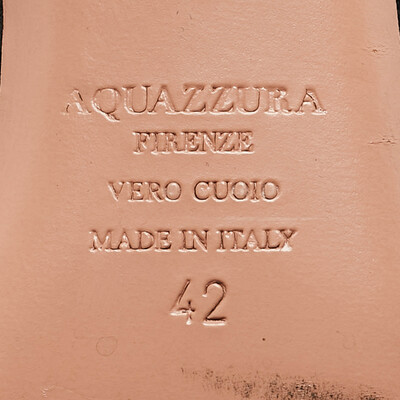 AQUAZZURA
FIRENZE
VERO CUOIO
MADE IN ITALY
42